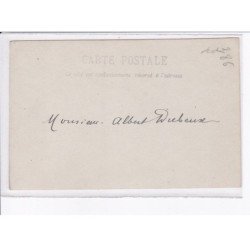 CARTE POSTALE
Ce côté est exclusivement réservé à l'adresse
Monsieur Albert